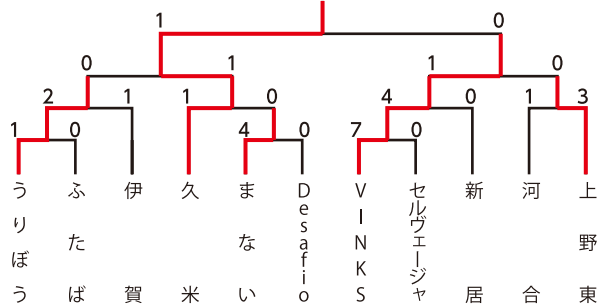 1 0
0 1 1 0
2 1 1 0 4 0 1 3
1 0 4 0 7 0
うりぼう
ふたば
伊賀
久米
まない
Desafio
VINKS
セルヴェージャ
新居
河合
上野東